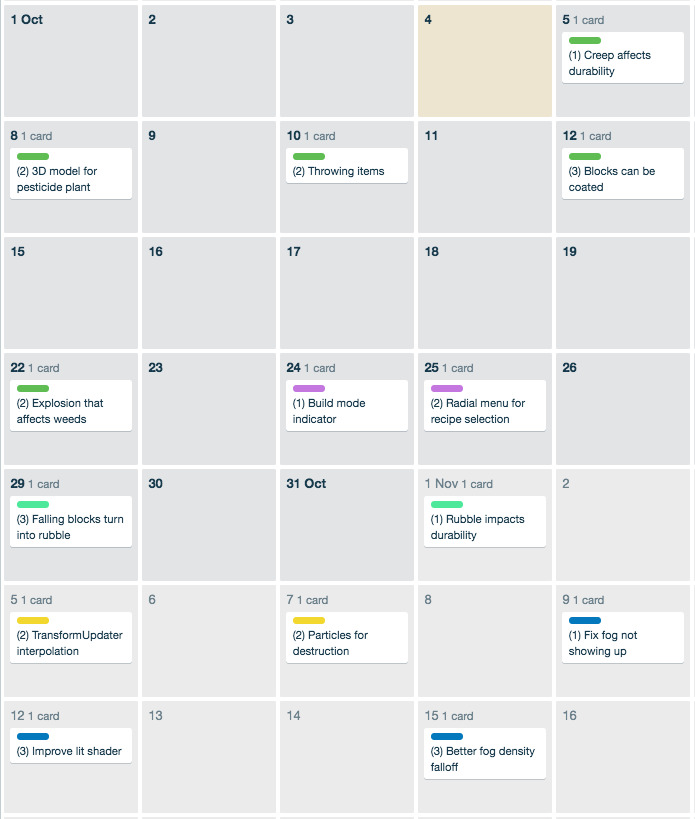 1 Oct
2
3
4
5 1 card
(1) Creep affects
durability
8 1 card
(2) 3D model for
pesticide plant
9
10 1 card
(2) Throwing items
11
12 1 card
(3) Blocks can be
coated
15
16
17
18
19
22 1 card
(2) Explosion that
affects weeds
23
24 1 card
(1) Build mode
indicator
25 1 card
(2) Radial menu for
recipe selection
26
29 1 card
(3) Falling blocks turn
into rubble
30
31 Oct
1 Nov 1 card
(1) Rubble impacts
durability
2
5 1 card
(2) TransformUpdater
interpolation
6
7 1 card
(2) Particles for
destruction
8
9 1 card
(1) Fix fog not
showing up
12 1 card
(3) Improve lit shader
13
14
15 1 card
(3) Better fog density
falloff
16